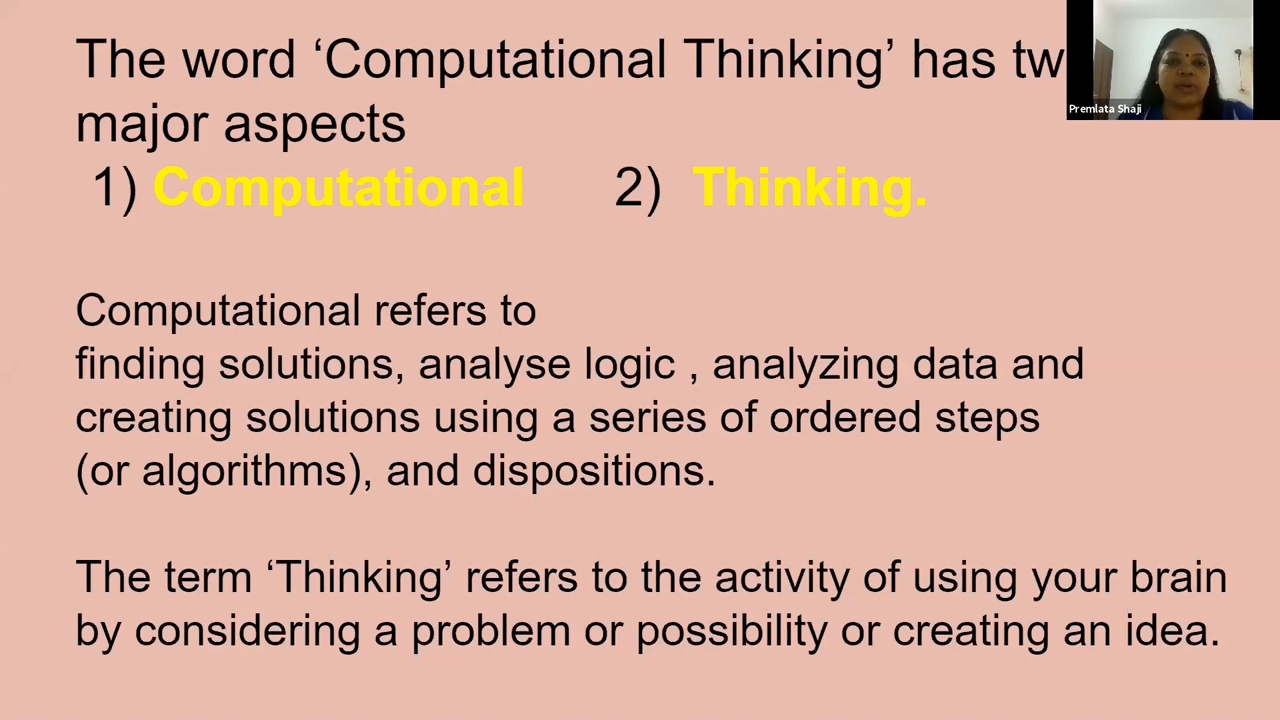 The word ‘Computational Thinking’ has tw
major aspects
1) Computational 2) Thinking.
Computational refers to
finding solutions, analyse logic , analyzing data and
creating solutions using a series of ordered steps
(or algorithms), and dispositions.
The term ‘Thinking’ refers to the activity of using your brain
by considering a problem or possibility or creating an idea.
Premlata Shaji